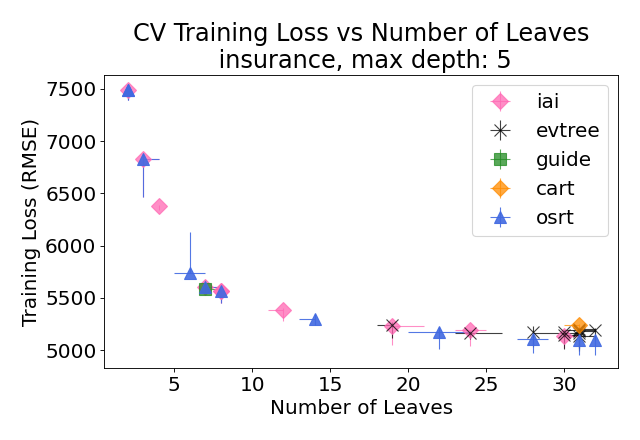 CV Training Loss vs Number of Leaves
insurance, max depth: 5
Training Loss (RMSE)
7500
7000
6500
6000
5500
5000
iai
evtree
guide
cart
osrt
5
10
15
20
25
30
Number of Leaves